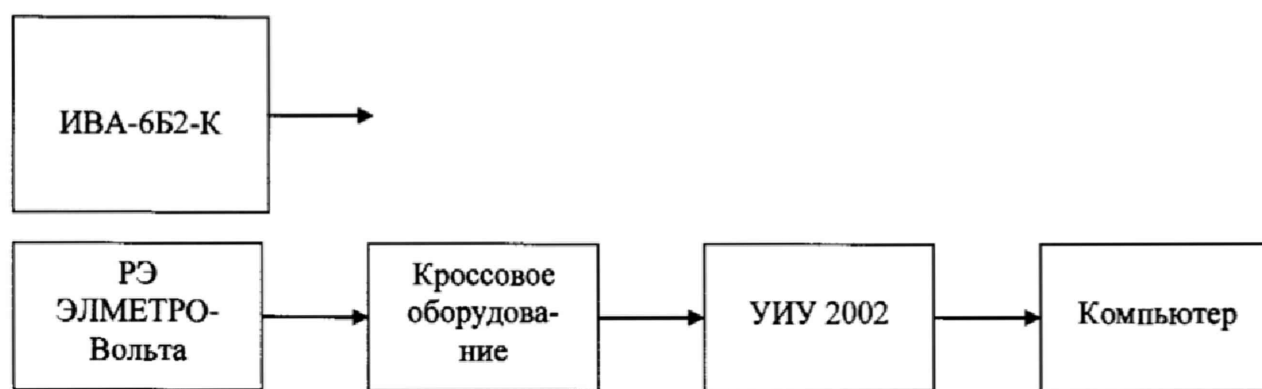 ИВА-6Б2-К
РЭ
ЭЛМЕТРО-
Вольта
Кроссовое
оборудова-
ние
УИУ 2002
Компьютер